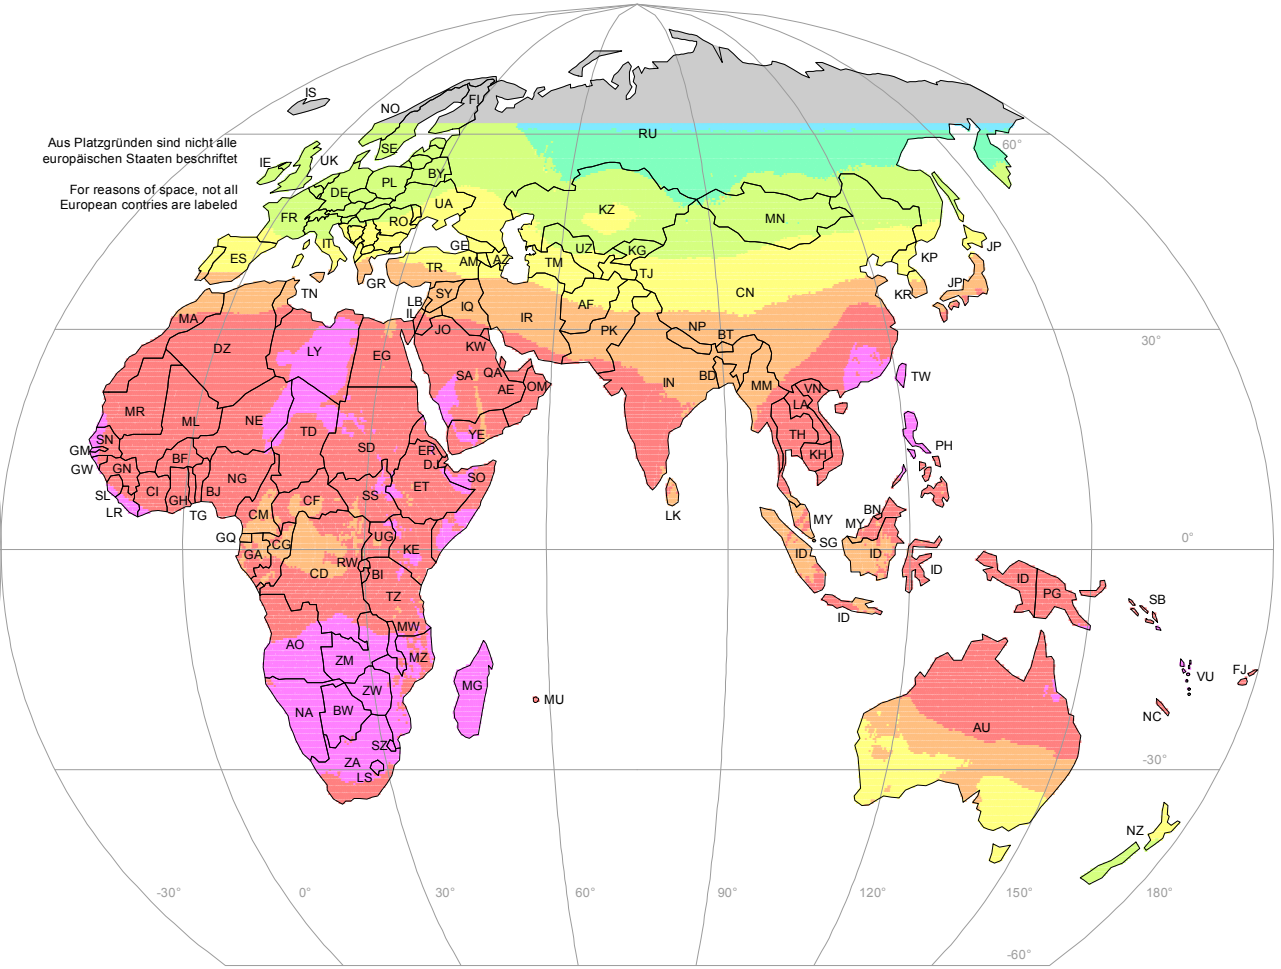 IS
NO
FI
RU
60°
Aus Platzgründen sind nicht alle
europäischen Staaten beschriftet
For reasons of space, not all
European contries are labeled
IE
UK
SE
DE
PL
BY
FR
RO
UA
KZ
MN
ES
IT
GE
AM
AZ
UZ
KG
TM
TJ
KP
JP
TR
GR
TN
LB
IL
SY
IQ
IR
AF
PK
CN
KR
JP
MA
DZ
LY
EG
JO
KW
NP
BT
30°
SA
QA
AE
OM
IN
BD
MM
VN
LA
TW
MR
ML
NE
TD
SD
YE
TH
KH
PH
SN
GM
GW
GN
BF
ER
DJ
SL
LR
CI
GH
TG
BJ
NG
CF
SS
ET
SO
LK
CM
GQ
GA
CG
CD
UG
KE
RW
BI
MY
SG
MY
BN
ID
ID
ID
ID
0°
TZ
MW
ID
PG
SB
AO
ZM
MZ
MG
MU
VU
FJ
NC
NA
BW
ZW
SZ
ZA
LS
AU
-30°
NZ
-30°
0°
30°
60°
90°
120°
150°
180°
-60°